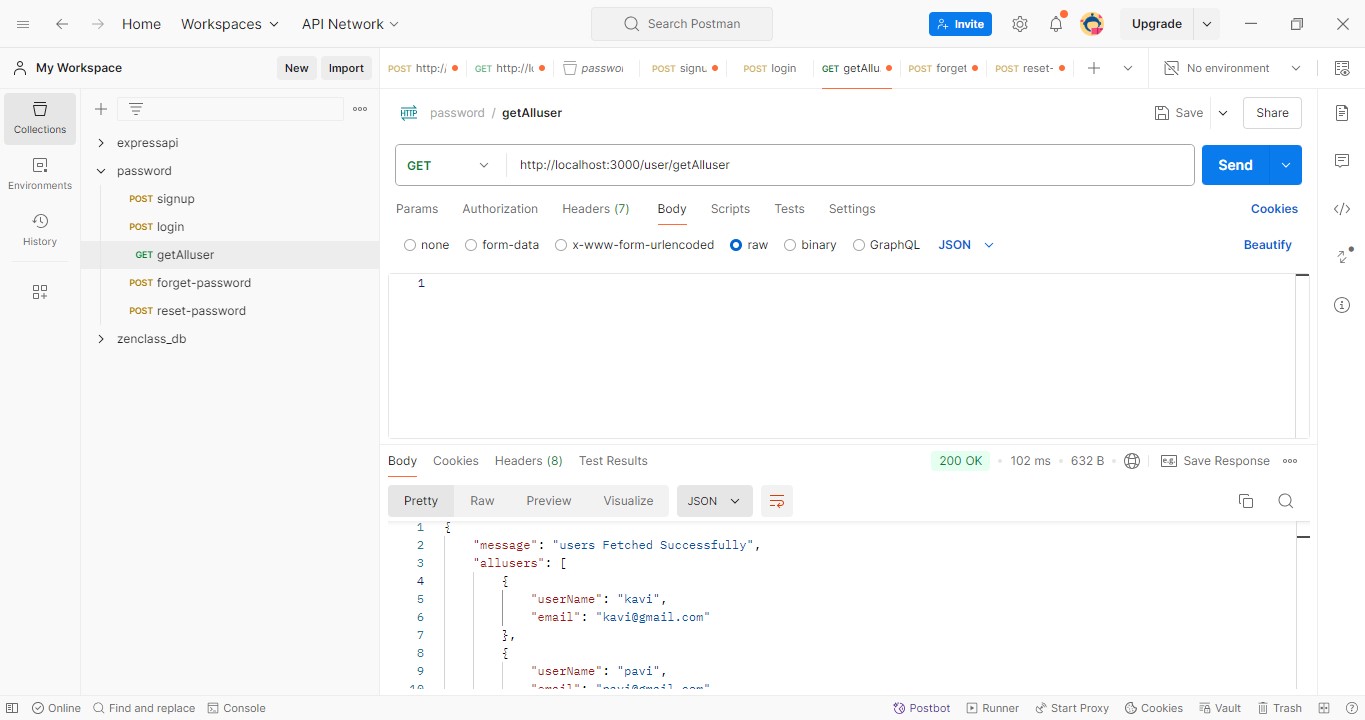 Home Workspaces API Network Search Postman Invite Upgrade
My Workspace New Import POST http:/ GET http://l POST signu POST login GET getAllu POST forget POST reset- No environment
Collections
Environments
History
expressapi
password
POST signup
POST login
GET getAlluser
POST forget-password
POST reset-password
zenclass_db
HTTP password / getAlluser Save Share
GET http://localhost:3000/user/getAlluser Send
Params Authorization Headers (7) Body Scripts Tests Settings Cookies
none form-data x-www-form-urlencoded raw binary GraphQL JSON Beautify
1
Body Cookies Headers (8) Test Results 200 OK • 102 ms • 632 B • e.g. Save Response
Pretty Raw Preview Visualize JSON
1 {
2 "message": "users Fetched Successfully",
3 "allusers": [
4 {
5 "userName": "kavi",
6 "email": "kavi@gmail.com"
7 },
8 {
9 "userName": "pavi",
10 "email": "pavi@gmail.com"
Online Find and replace Console Postbot Runner Start Proxy Cookies Vault Trash